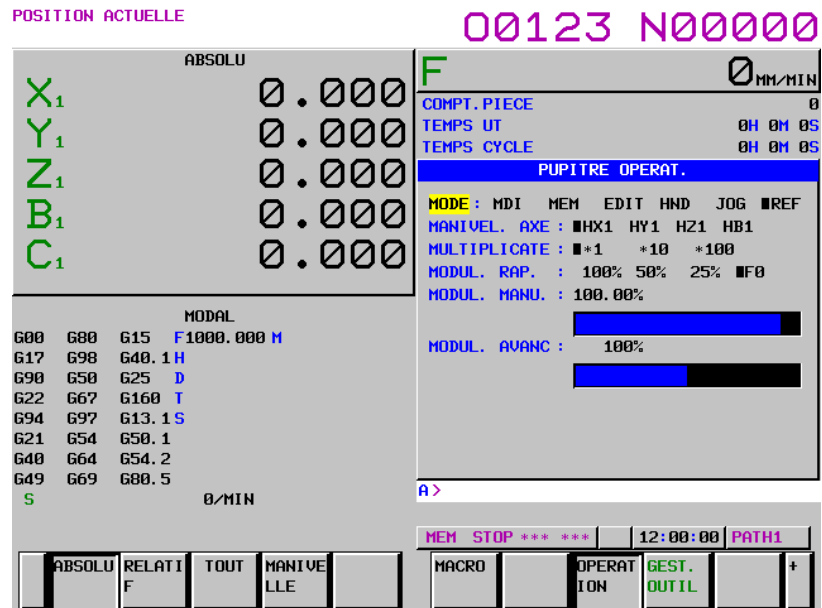 POSITION ACTUELLE
O0123 N00000
ABSOLU
X1 0.000
Y1 0.000
Z1 0.000
B1 0.000
C1 0.000
F 0 MM/MIN
COMPT.PIECE 0
TEMPS UT 0H 0M 0S
TEMPS CYCLE 0H 0M 0S
PUPITRE OPERAT.
MODE : MDI MEM EDIT HND JOG ■REF
MANIVEL. AXE : ■HX1 HY1 HZ1 HB1
MULTIPLICATE : ■*1 *10 *100
MODUL. RAP. : 100% 50% 25% ■F0
MODUL. MANU. : 100.00%
MODUL. AVANC : 100%
MODAL
G00 G80 G15 F1000.000 M
G17 G98 G40.1 H
G90 G50 G25 D
G22 G67 G160 T
G94 G97 G13.1 S
G21 G54 G50.1
G40 G64 G54.2
G49 G69 G80.5
S 0/MIN
A>
MEM STOP *** *** 12:00:00 PATH1
ABSOLU RELATI TOUT MANIVE MACRO OPERAT GEST. +
F LLE ION OUTIL